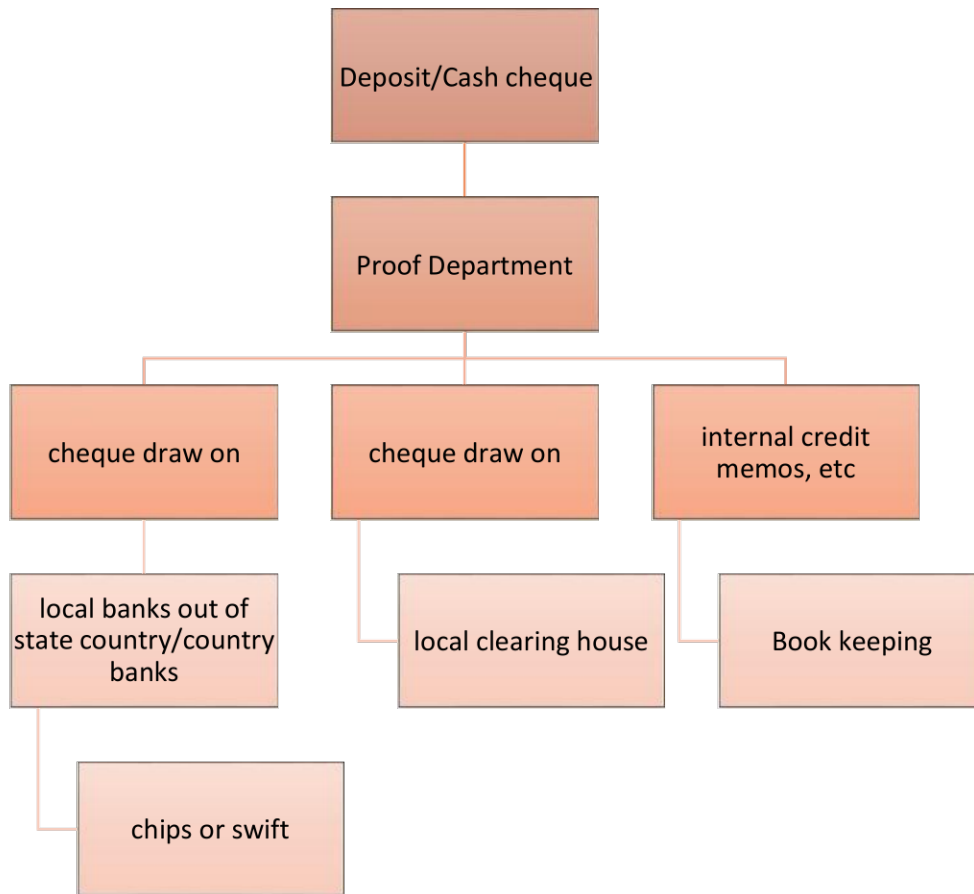 Deposit/Cash cheque
Proof Department
cheque draw on
cheque draw on
internal credit
memos, etc
local banks out of
state country/country
banks
local clearing house
Book keeping
chips or swift